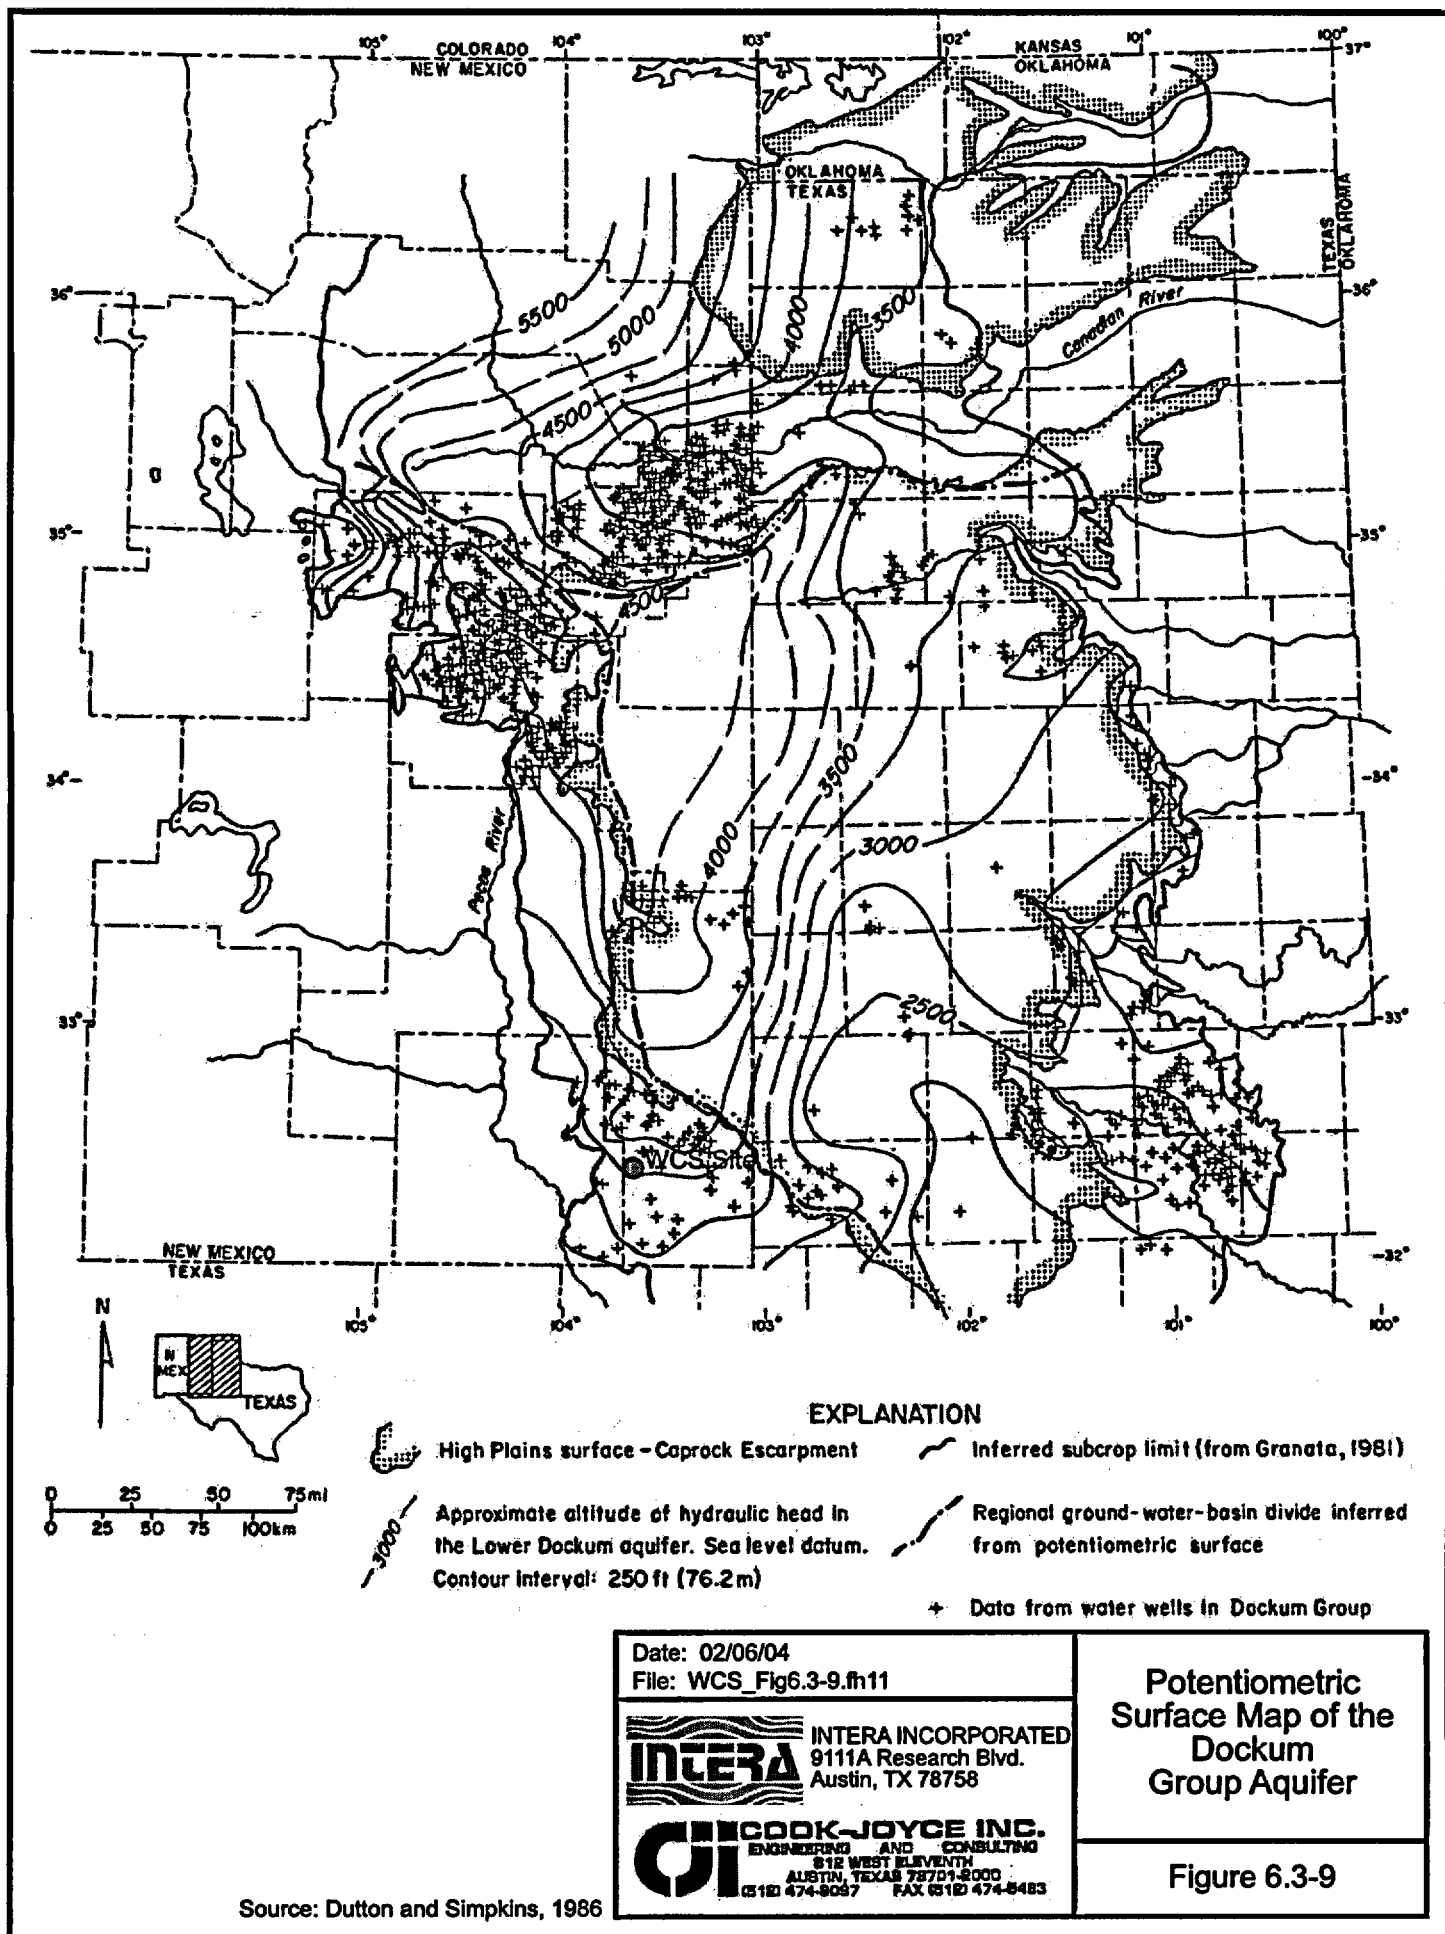 105° 104° 103° 102° 101° 100°
COLORADO
NEW MEXICO
KANSAS
OKLAHOMA
37°
OKLAHOMA
TEXAS
TEXAS
OKLAHOMA
36°
36°
5500
5000
4500
4000
3500
Canadian River
35°
35°
4500
34°
34°
3500
4000
3000
Pecos River
33°
33°
2500
WCS Site
32°
NEW MEXICO
TEXAS
105° 104° 103° 102° 101° 100°
N
N
MEX
TEXAS
0 25 50 75mi
0 25 50 75 100km
EXPLANATION
High Plains surface - Caprock Escarpment
Inferred subcrop limit (from Granata, 1981)
3000
Approximate altitude of hydraulic head in
the Lower Dockum aquifer. Sea level datum.
Contour interval: 250 ft (76.2m)
Regional ground-water-basin divide inferred
from potentiometric surface
+ Data from water wells in Dockum Group
Date: 02/06/04
File: WCS_Fig6.3-9.fh11
INTERA
INTERA INCORPORATED
9111A Research Blvd.
Austin, TX 78758
COOK-JOYCE INC.
ENGINEERING AND CONSULTING
812 WEST ELEVENTH
AUSTIN, TEXAS 78701-2000
(512) 474-9097 FAX (512) 474-8463
Potentiometric
Surface Map of the
Dockum
Group Aquifer
Figure 6.3-9
Source: Dutton and Simpkins, 1986